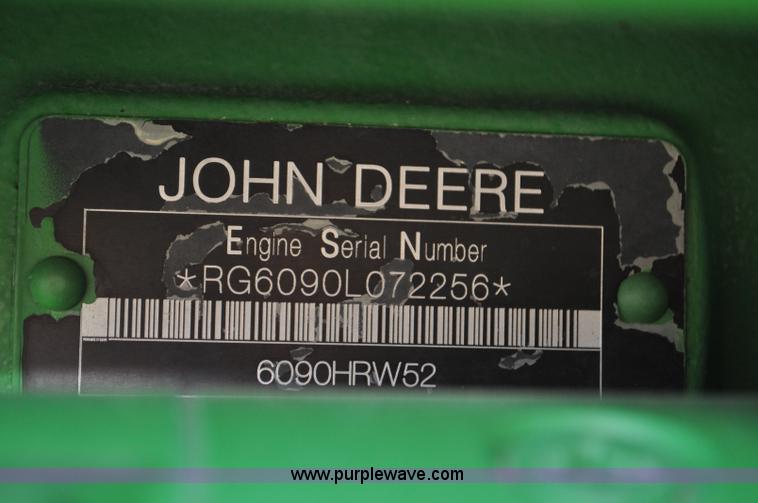 JOHN DEERE
Engine Serial Number
*RG6090L072256*
6090HRW52
www.purplewave.com